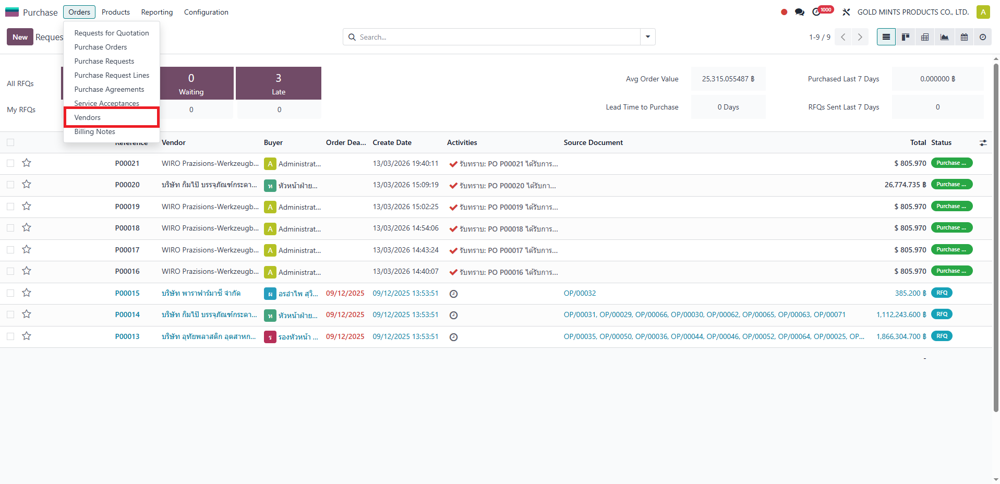 Purchase Orders Products Reporting Configuration 1000 GOLD MINTS PRODUCTS CO., LTD. A
New Reques Search... 1-9 / 9
Requests for Quotation
Purchase Orders
Purchase Requests
Purchase Request Lines
Purchase Agreements
Service Acceptances
Vendors
Billing Notes
All RFQs 0 Waiting 3 Late
My RFQs 0 0
Avg Order Value 25,315.055487 ฿ Purchased Last 7 Days 0.000000 ฿
Lead Time to Purchase 0 Days RFQs Sent Last 7 Days 0
Reference Vendor Buyer Order Dea... Create Date Activities Source Document Total Status
P00021 WIRO Prazisions-Werkzeugb... A Administrat... 13/03/2026 19:40:11 รับทราบ: PO P00021 ได้รับการ... $ 805.970 Purchase ...
P00020 บริษัท กิมไป๊ บรรจุภัณฑ์กระดา... ห หัวหน้าฝ่าย... 13/03/2026 15:09:19 รับทราบ: PO P00020 ได้รับกา... 26,774.735 ฿ Purchase ...
P00019 WIRO Prazisions-Werkzeugb... A Administrat... 13/03/2026 15:02:25 รับทราบ: PO P00019 ได้รับการ... $ 805.970 Purchase ...
P00018 WIRO Prazisions-Werkzeugb... A Administrat... 13/03/2026 14:54:06 รับทราบ: PO P00018 ได้รับการ... $ 805.970 Purchase ...
P00017 WIRO Prazisions-Werkzeugb... A Administrat... 13/03/2026 14:43:24 รับทราบ: PO P00017 ได้รับการ... $ 805.970 Purchase ...
P00016 WIRO Prazisions-Werkzeugb... A Administrat... 13/03/2026 14:40:07 รับทราบ: PO P00016 ได้รับการ... $ 805.970 Purchase ...
P00015 บริษัท พาราฟาร์มาซี จำกัด ผ อรอำไพ สุวิ... 09/12/2025 09/12/2025 13:53:51 OP/00032 385.200 ฿ RFQ
P00014 บริษัท กิมไป๊ บรรจุภัณฑ์กระดา... ห หัวหน้าฝ่าย... 09/12/2025 09/12/2025 13:53:51 OP/00031, OP/00029, OP/00066, OP/00030, OP/00062, OP/00065, OP/00063, OP/00071 1,112,243.600 ฿ RFQ
P00013 บริษัท อุทัยพลาสติก อุตสาหก... ร รองหัวหน้า ... 09/12/2025 09/12/2025 13:53:51 OP/00035, OP/00050, OP/00036, OP/00044, OP/00046, OP/00052, OP/00064, OP/00025, OP... 1,866,304.700 ฿ RFQ
-